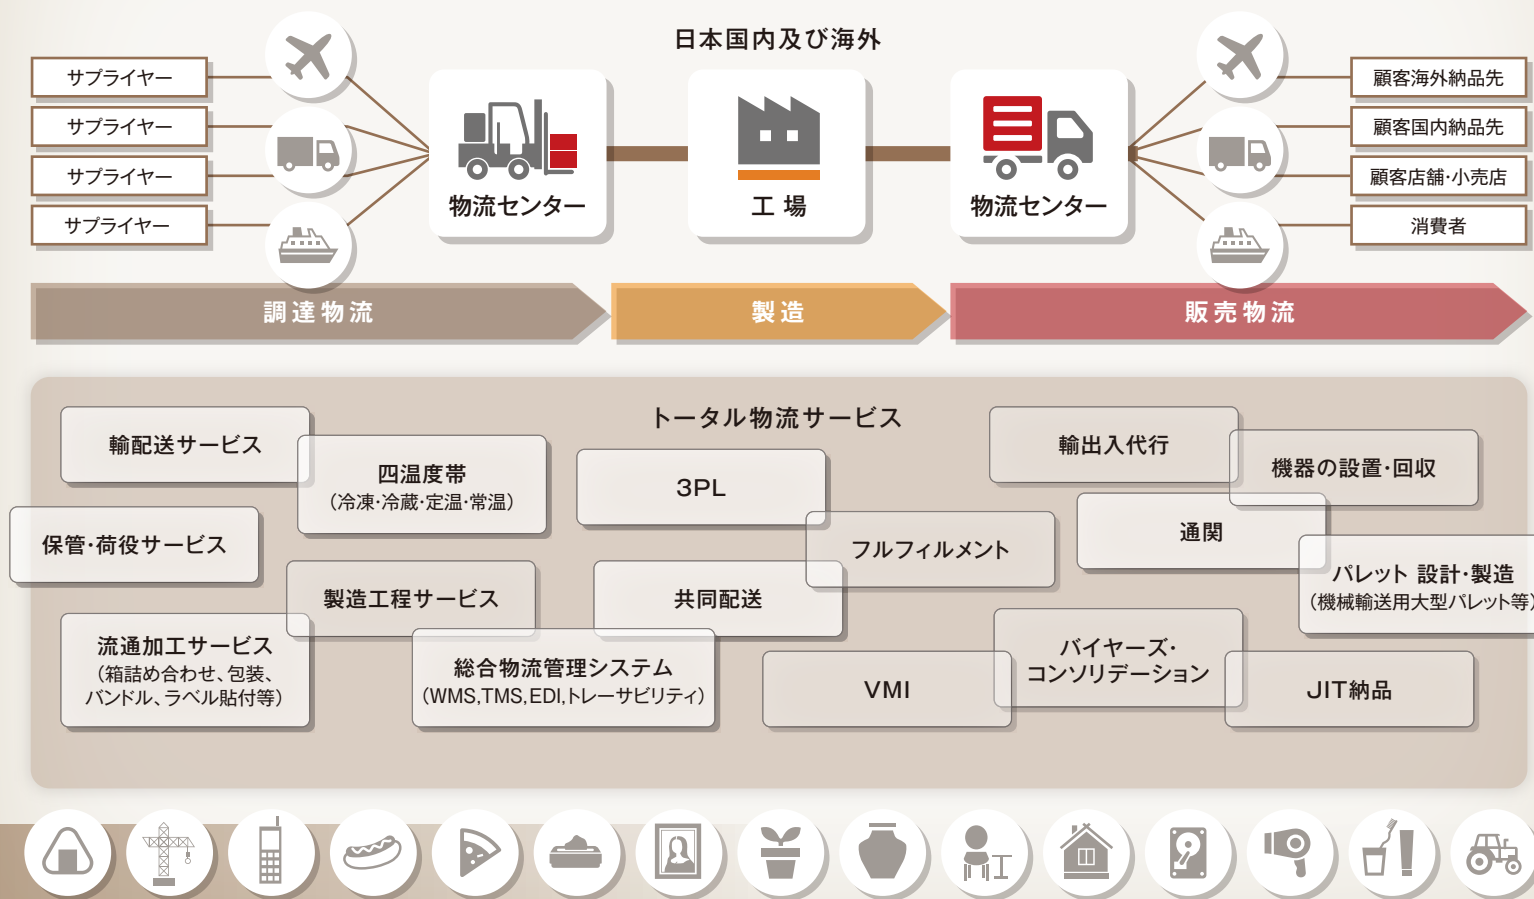 日本国内及び海外
サプライヤー
サプライヤー
サプライヤー
サプライヤー
物流センター
工 場
物流センター
顧客海外納品先
顧客国内納品先
顧客店舗・小売店
消費者
調達物流
製造
販売物流
トータル物流サービス
輸配送サービス
四温度帯
（冷凍・冷蔵・定温・常温）
保管・荷役サービス
製造工程サービス
流通加工サービス
（箱詰め合わせ、包装、
バンドル、ラベル貼付等）
総合物流管理システム
（WMS,TMS,EDI,トレーサビリティ）
3PL
フルフィルメント
共同配送
VMI
輸出入代行
機器の設置・回収
通関
パレット 設計・製造
（機械輸送用大型パレット等）
バイヤーズ・
コンソリデーション
JIT納品